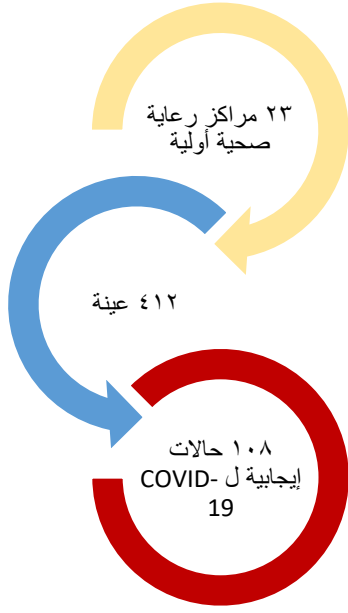 ٢٣ مراكز رعاية
صحية أولية
٤١٢ عينة
١٠٨ حالات
إيجابية ل COVID-
19